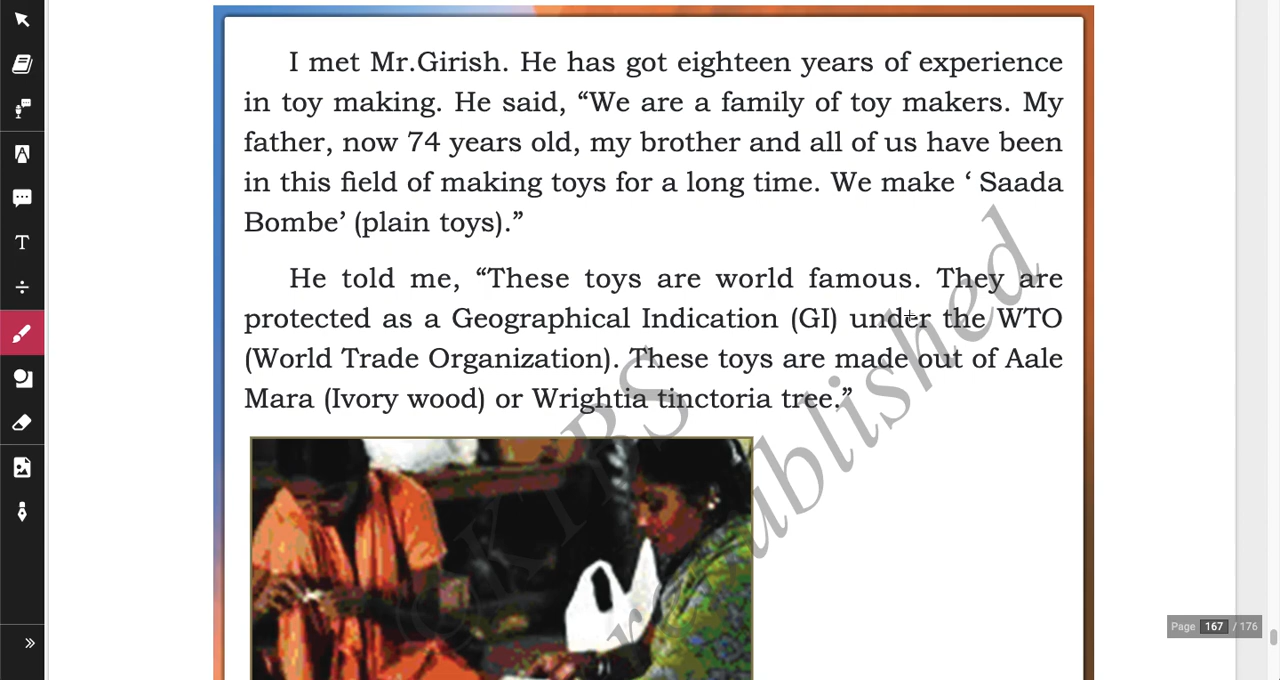 I met Mr.Girish. He has got eighteen years of experience
in toy making. He said, “We are a family of toy makers. My
father, now 74 years old, my brother and all of us have been
in this field of making toys for a long time. We make ‘ Saada
Bombe’ (plain toys).”
He told me, “These toys are world famous. They are
protected as a Geographical Indication (GI) under the WTO
(World Trade Organization). These toys are made out of Aale
Mara (Ivory wood) or Wrightia tinctoria tree.”
©KTBS
Page 167 / 176